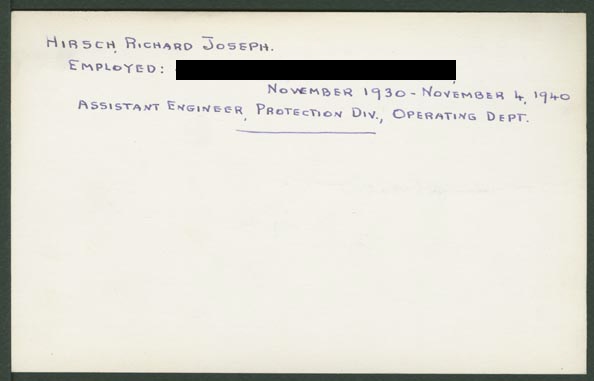 HIRSCH, RICHARD JOSEPH.
EMPLOYED:
NOVEMBER 1930 - NOVEMBER 4, 1940
ASSISTANT ENGINEER, PROTECTION DIV., OPERATING DEPT.